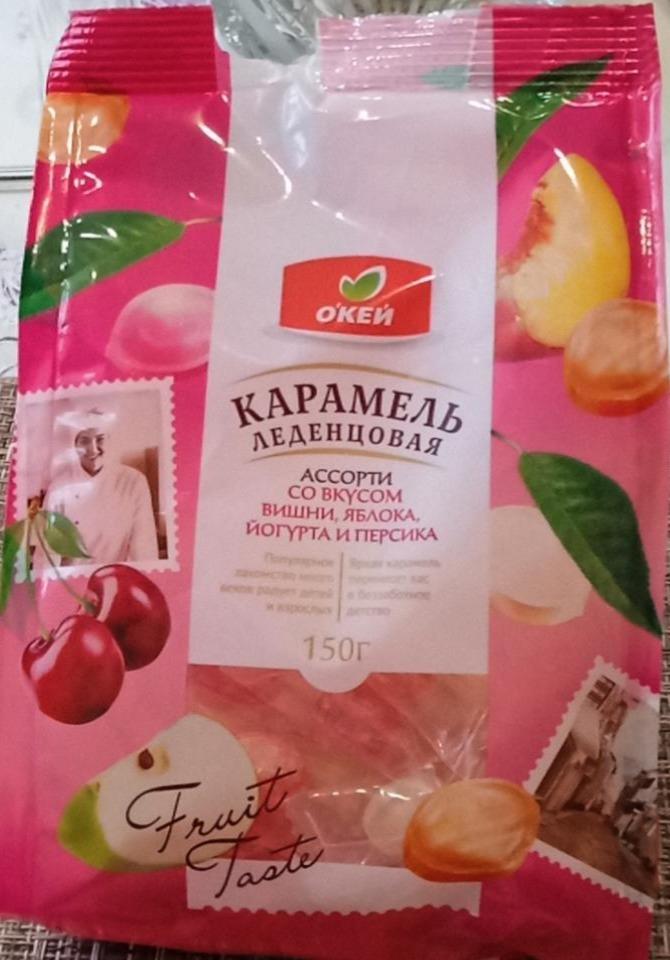 О'КЕЙ
КАРАМЕЛЬ
ЛЕДЕНЦОВАЯ
АССОРТИ
СО ВКУСОМ
ВИШНИ, ЯБЛОКА,
ЙОГУРТА И ПЕРСИКА
Популярное
лакомство много
веков радует детей
и взрослых
Яркая карамель
перенесет вас
в беззаботное
детство
150г
Fruit
Taste